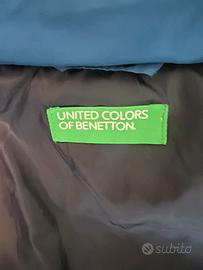 UNITED COLORS
OF BENETTON.
subito